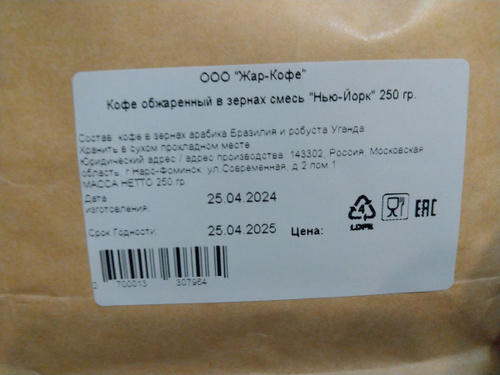 ООО "Жар-Кофе"
Кофе обжаренный в зернах смесь "Нью-Йорк" 250 гр.
Состав: кофе в зернах арабика Бразилия и робуста Уганда
Хранить в сухом прохладном месте
Юридический адрес / адрес производства: 143302, Россия, Московская
область, г Наро-Фоминск, ул.Современная, д.2 пом.1
МАССА НЕТТО 250 гр
Дата
изготовления: 25.04.2024
Срок Годности: 25.04.2025 Цена:
4
LDPE
EAC
2 700013 307964